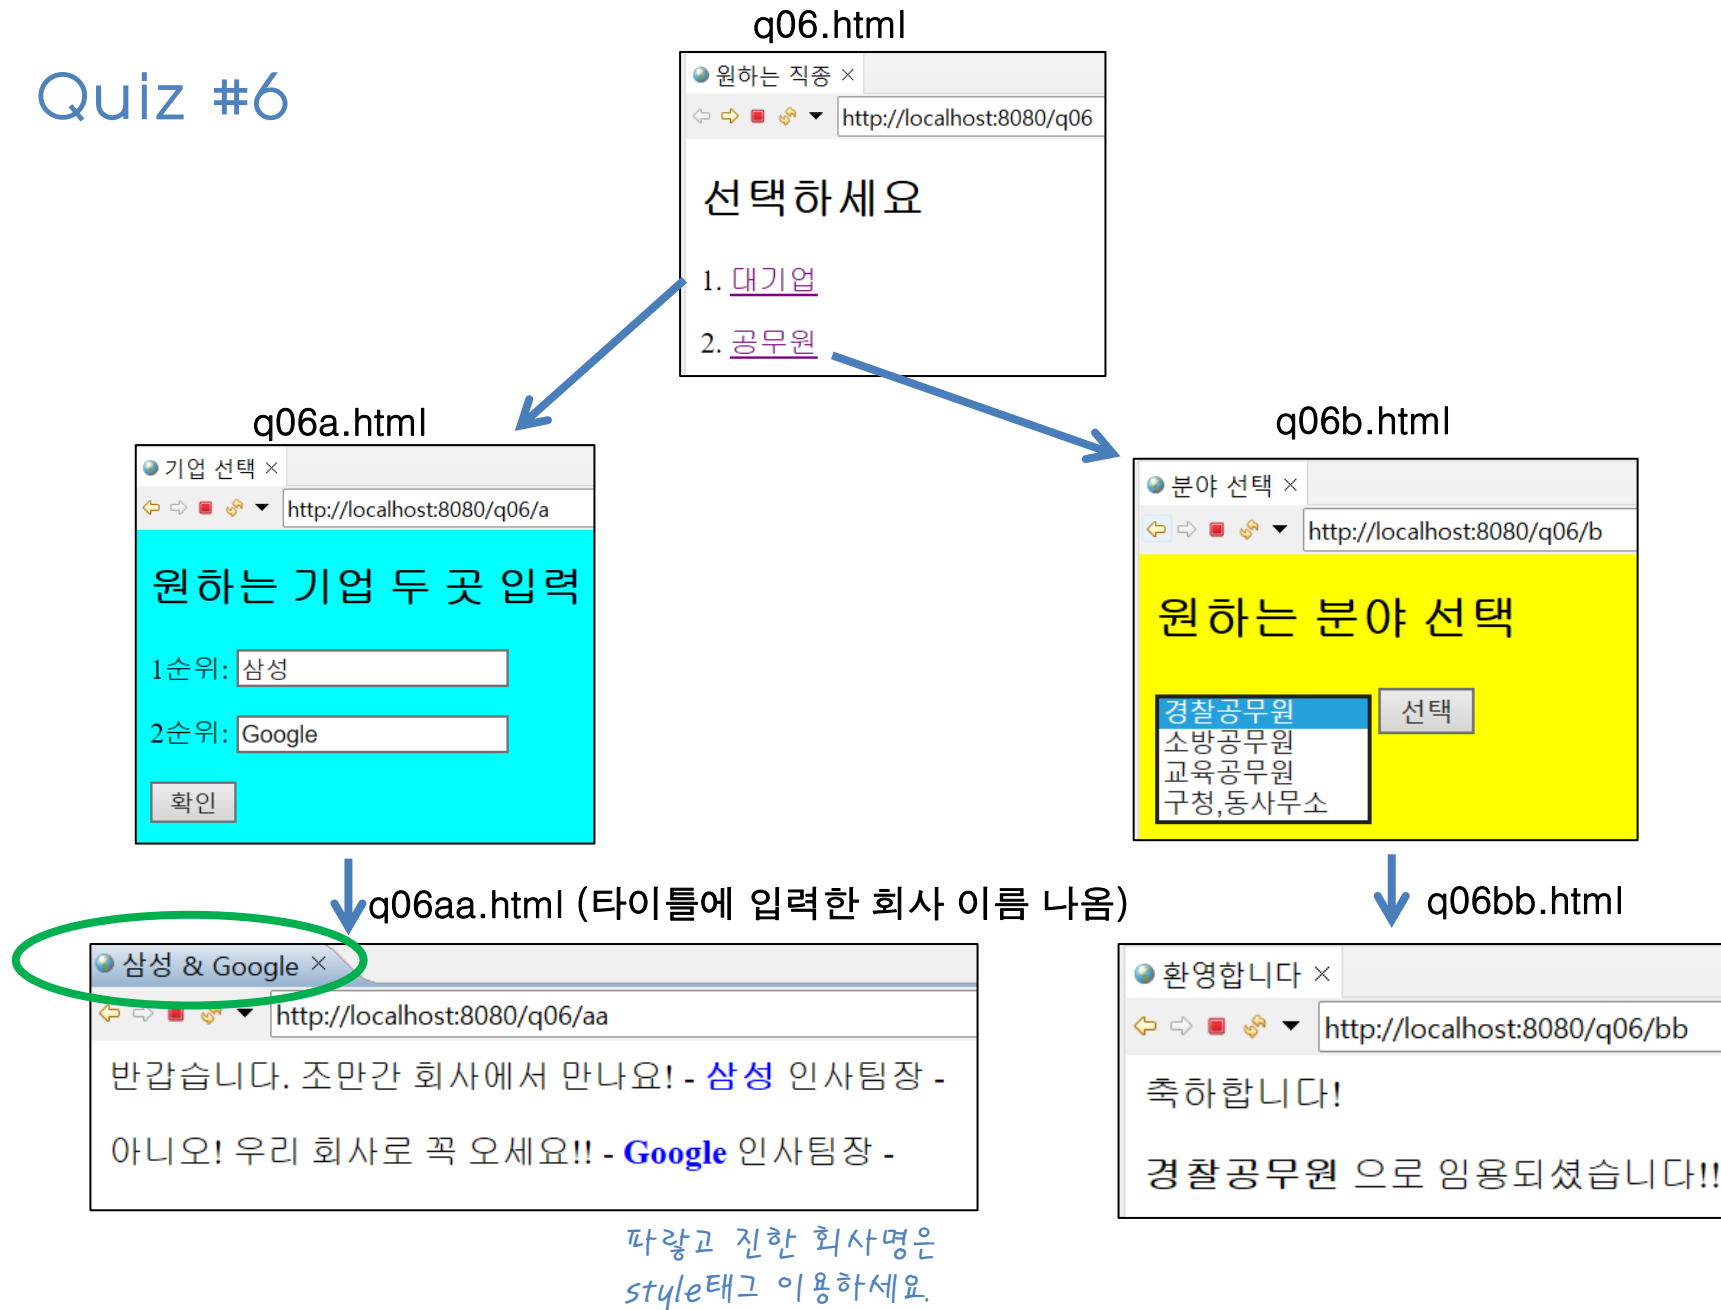 Quiz #6
q06.html
원하는 직종
http://localhost:8080/q06
선택하세요
1. 대기업
2. 공무원
q06a.html
기업 선택
http://localhost:8080/q06/a
원하는 기업 두 곳 입력
1순위: 삼성
2순위: Google
확인
q06b.html
분야 선택
http://localhost:8080/q06/b
원하는 분야 선택
경찰공무원 선택
소방공무원
교육공무원
구청,동사무소
q06aa.html (타이틀에 입력한 회사 이름 나옴)
삼성 & Google
http://localhost:8080/q06/aa
반갑습니다. 조만간 회사에서 만나요! - 삼성 인사팀장 -
아니오! 우리 회사로 꼭 오세요!! - Google 인사팀장 -
파랗고 진한 회사명은
style태그 이용하세요.
q06bb.html
환영합니다
http://localhost:8080/q06/bb
축하합니다!
경찰공무원 으로 임용되셨습니다!!